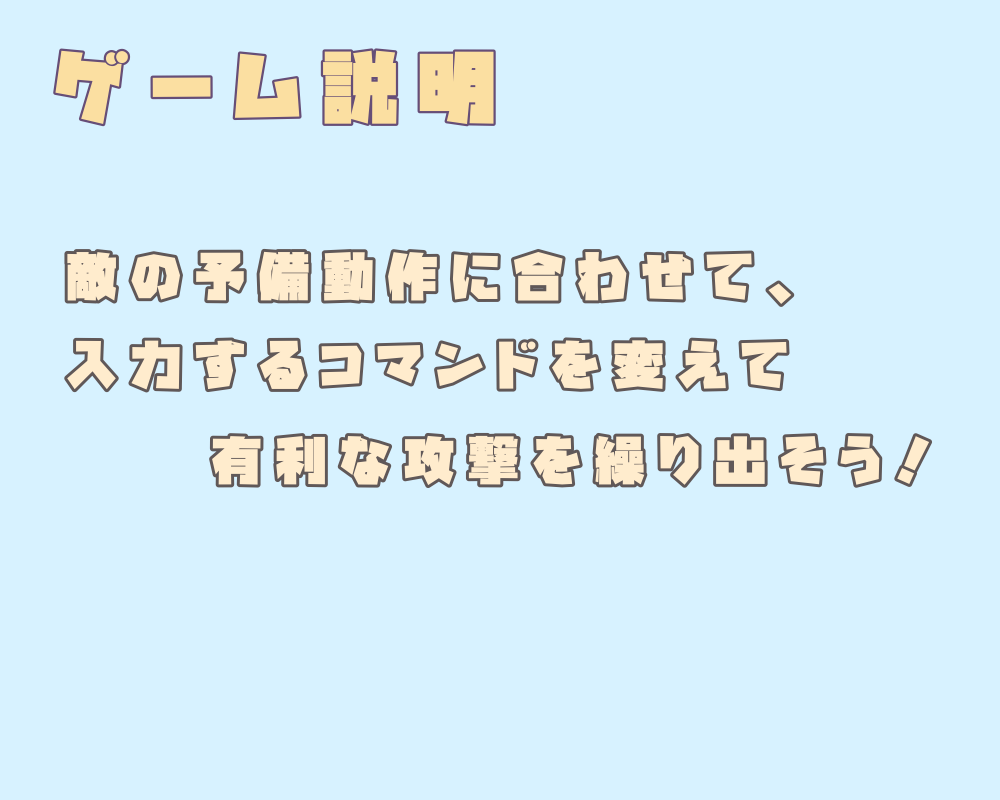 ゲーム説明
敵の予備動作に合わせて、
入力するコマンドを変えて
有利な攻撃を繰り出そう!